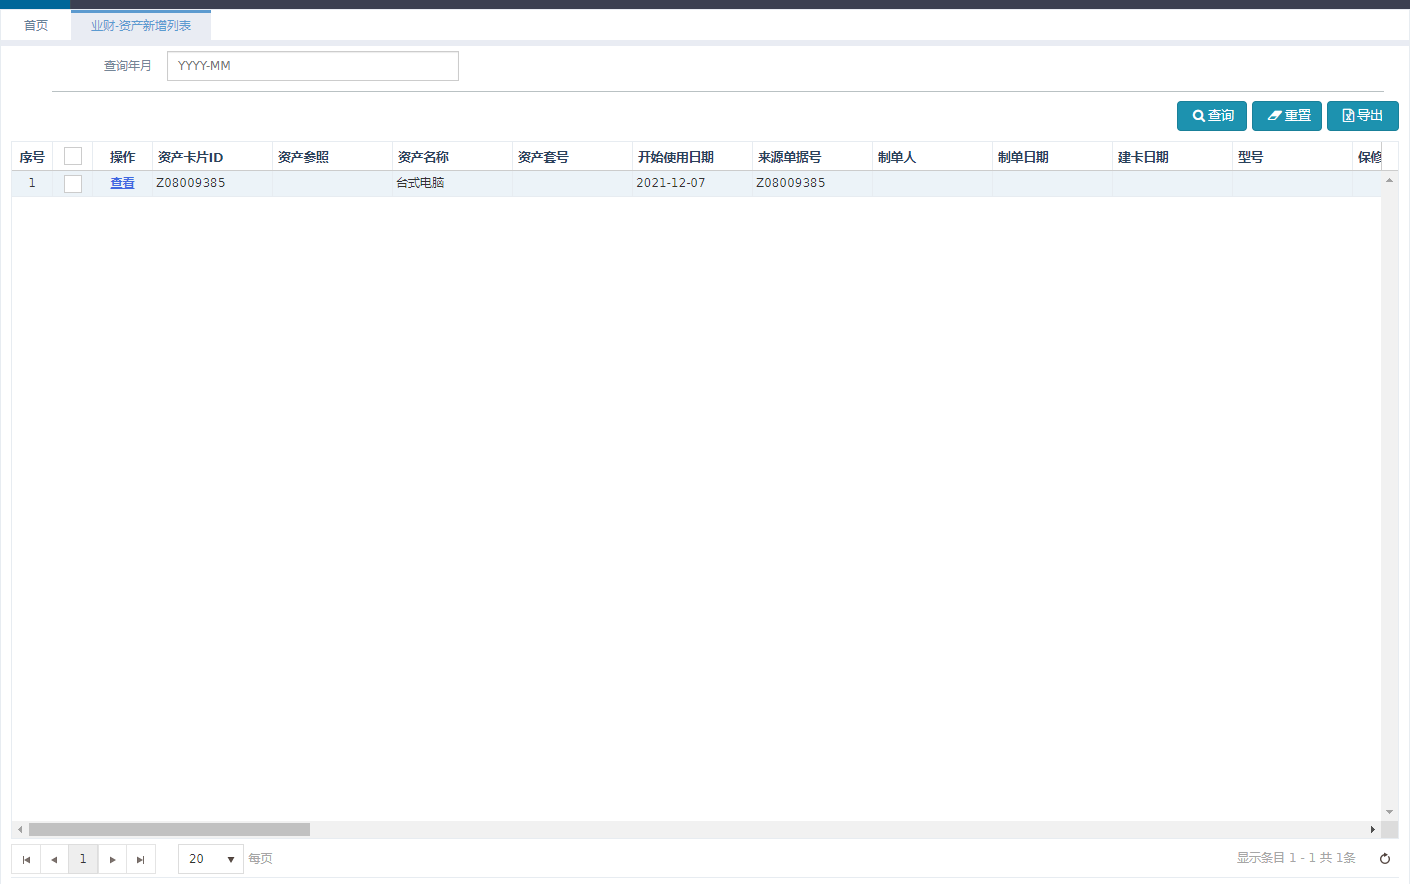 首页 业财-资产新增列表
查询年月 YYYY-MM
查询 重置 导出
序号 操作 资产卡片ID 资产参照 资产名称 资产套号 开始使用日期 来源单据号 制单人 制单日期 建卡日期 型号 保修
1 查看 Z08009385 台式电脑 2021-12-07 Z08009385
1 20 每页 显示条目 1 - 1 共 1条